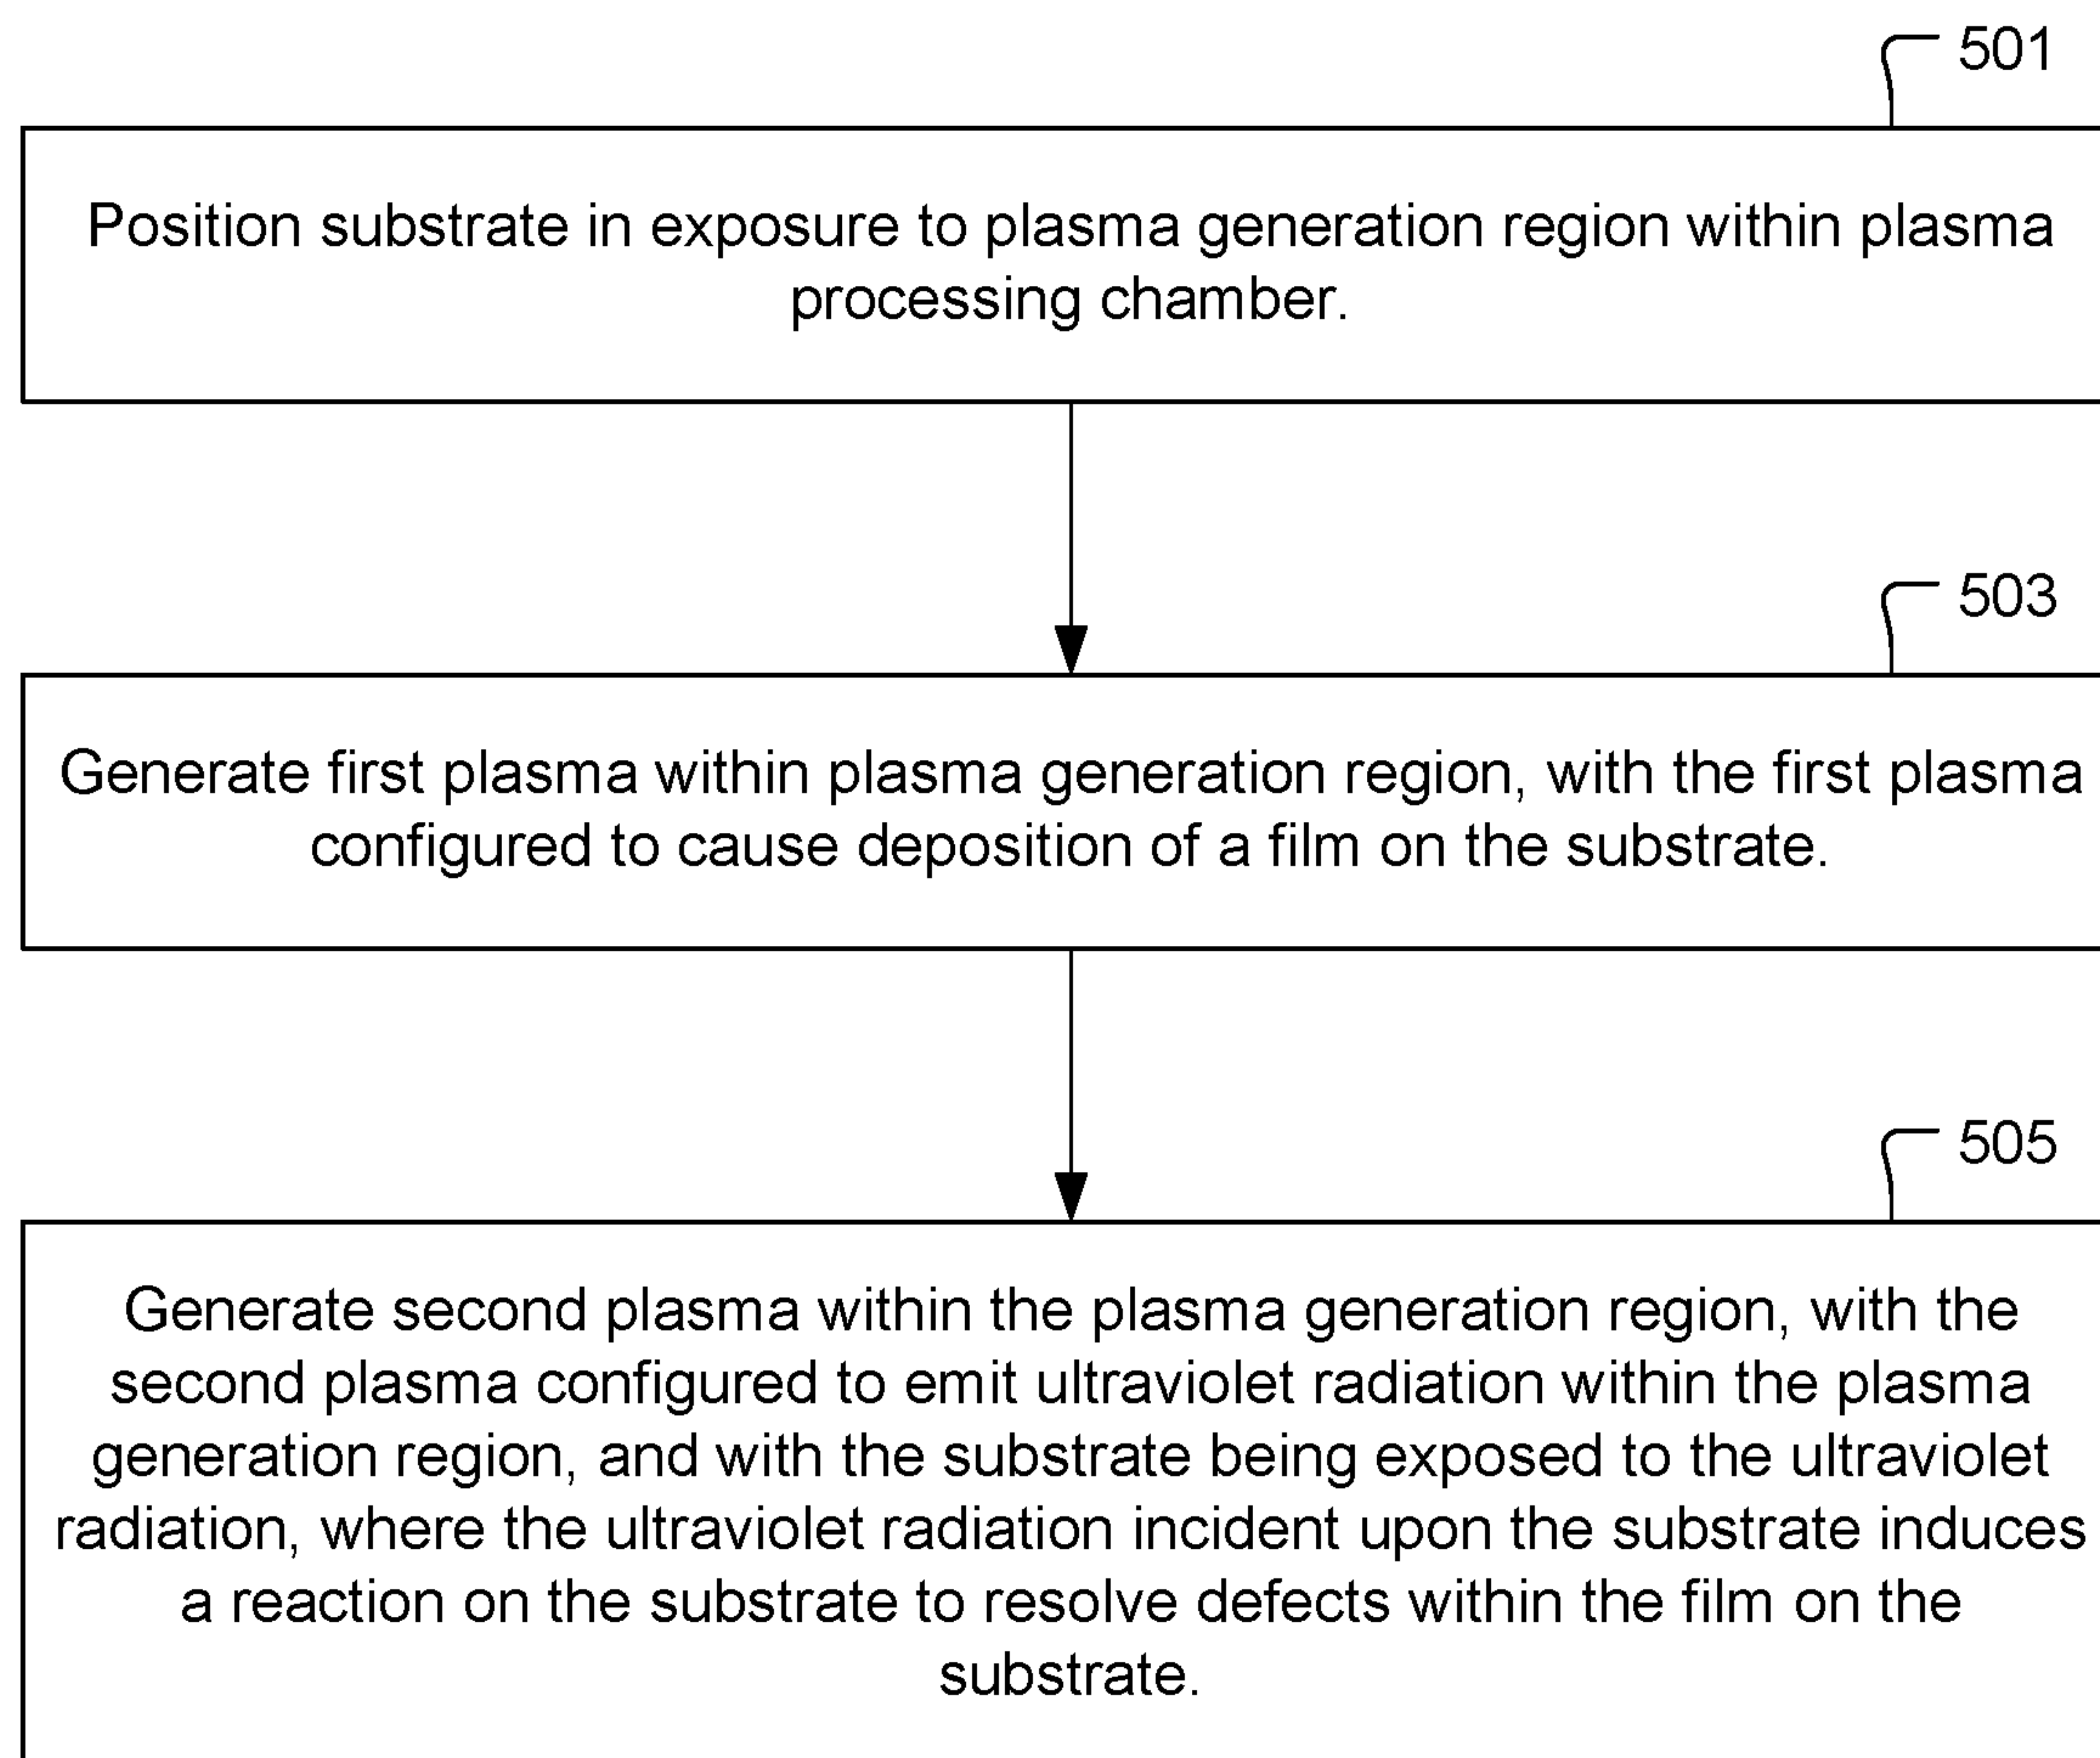 501
Position substrate in exposure to plasma generation region within plasma
processing chamber.
503
Generate first plasma within plasma generation region, with the first plasma
configured to cause deposition of a film on the substrate.
505
Generate second plasma within the plasma generation region, with the
second plasma configured to emit ultraviolet radiation within the plasma
generation region, and with the substrate being exposed to the ultraviolet
radiation, where the ultraviolet radiation incident upon the substrate induces
a reaction on the substrate to resolve defects within the film on the
substrate.